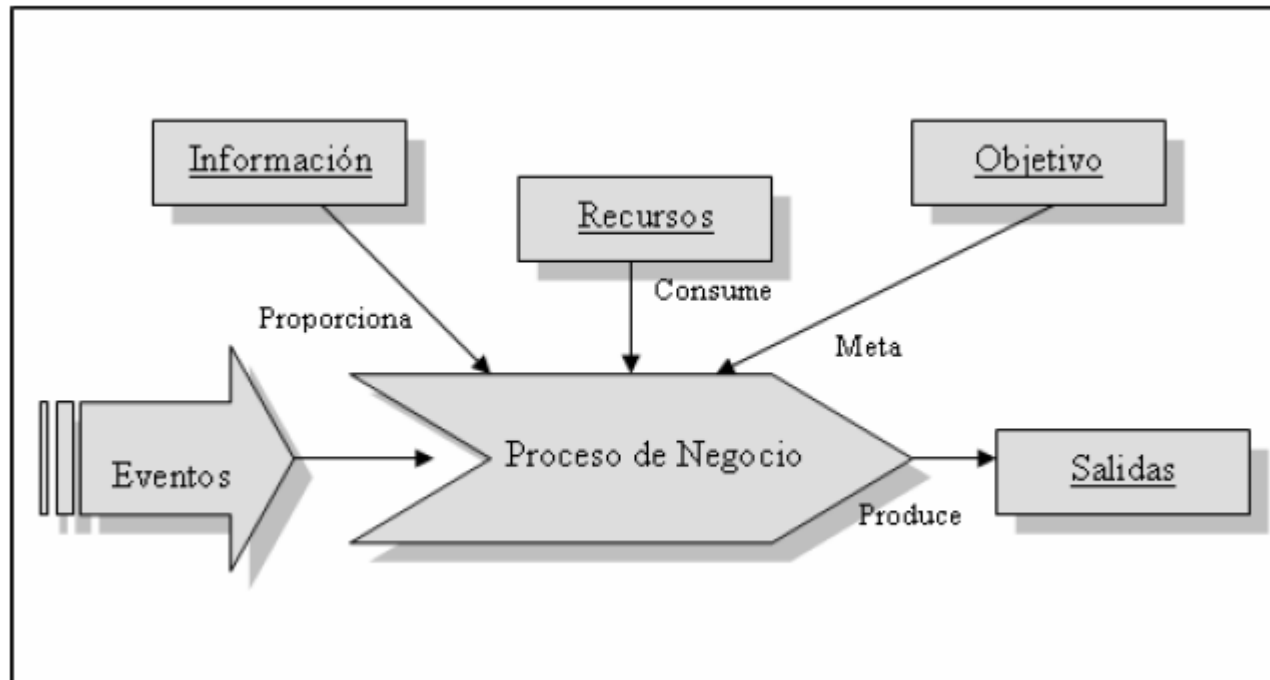 Información
Recursos
Objetivo
Proporciona
Consume
Meta
Eventos
Proceso de Negocio
Produce
Salidas